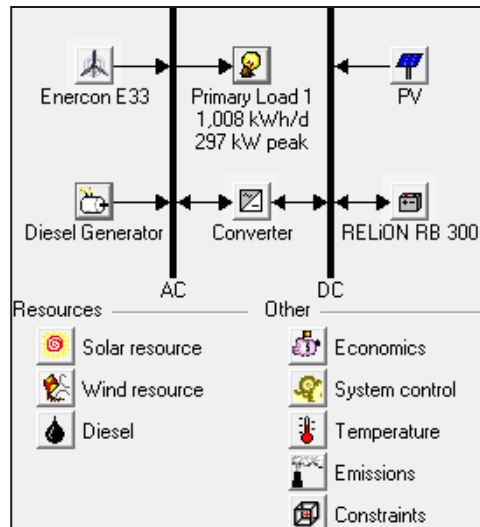 Enercon E33
Primary Load 1
1,008 kWh/d
297 kW peak
PV
Diesel Generator
Converter
RELiON RB 300
AC
DC
Resources
Other
Solar resource
Economics
Wind resource
System control
Diesel
Temperature
Emissions
Constraints